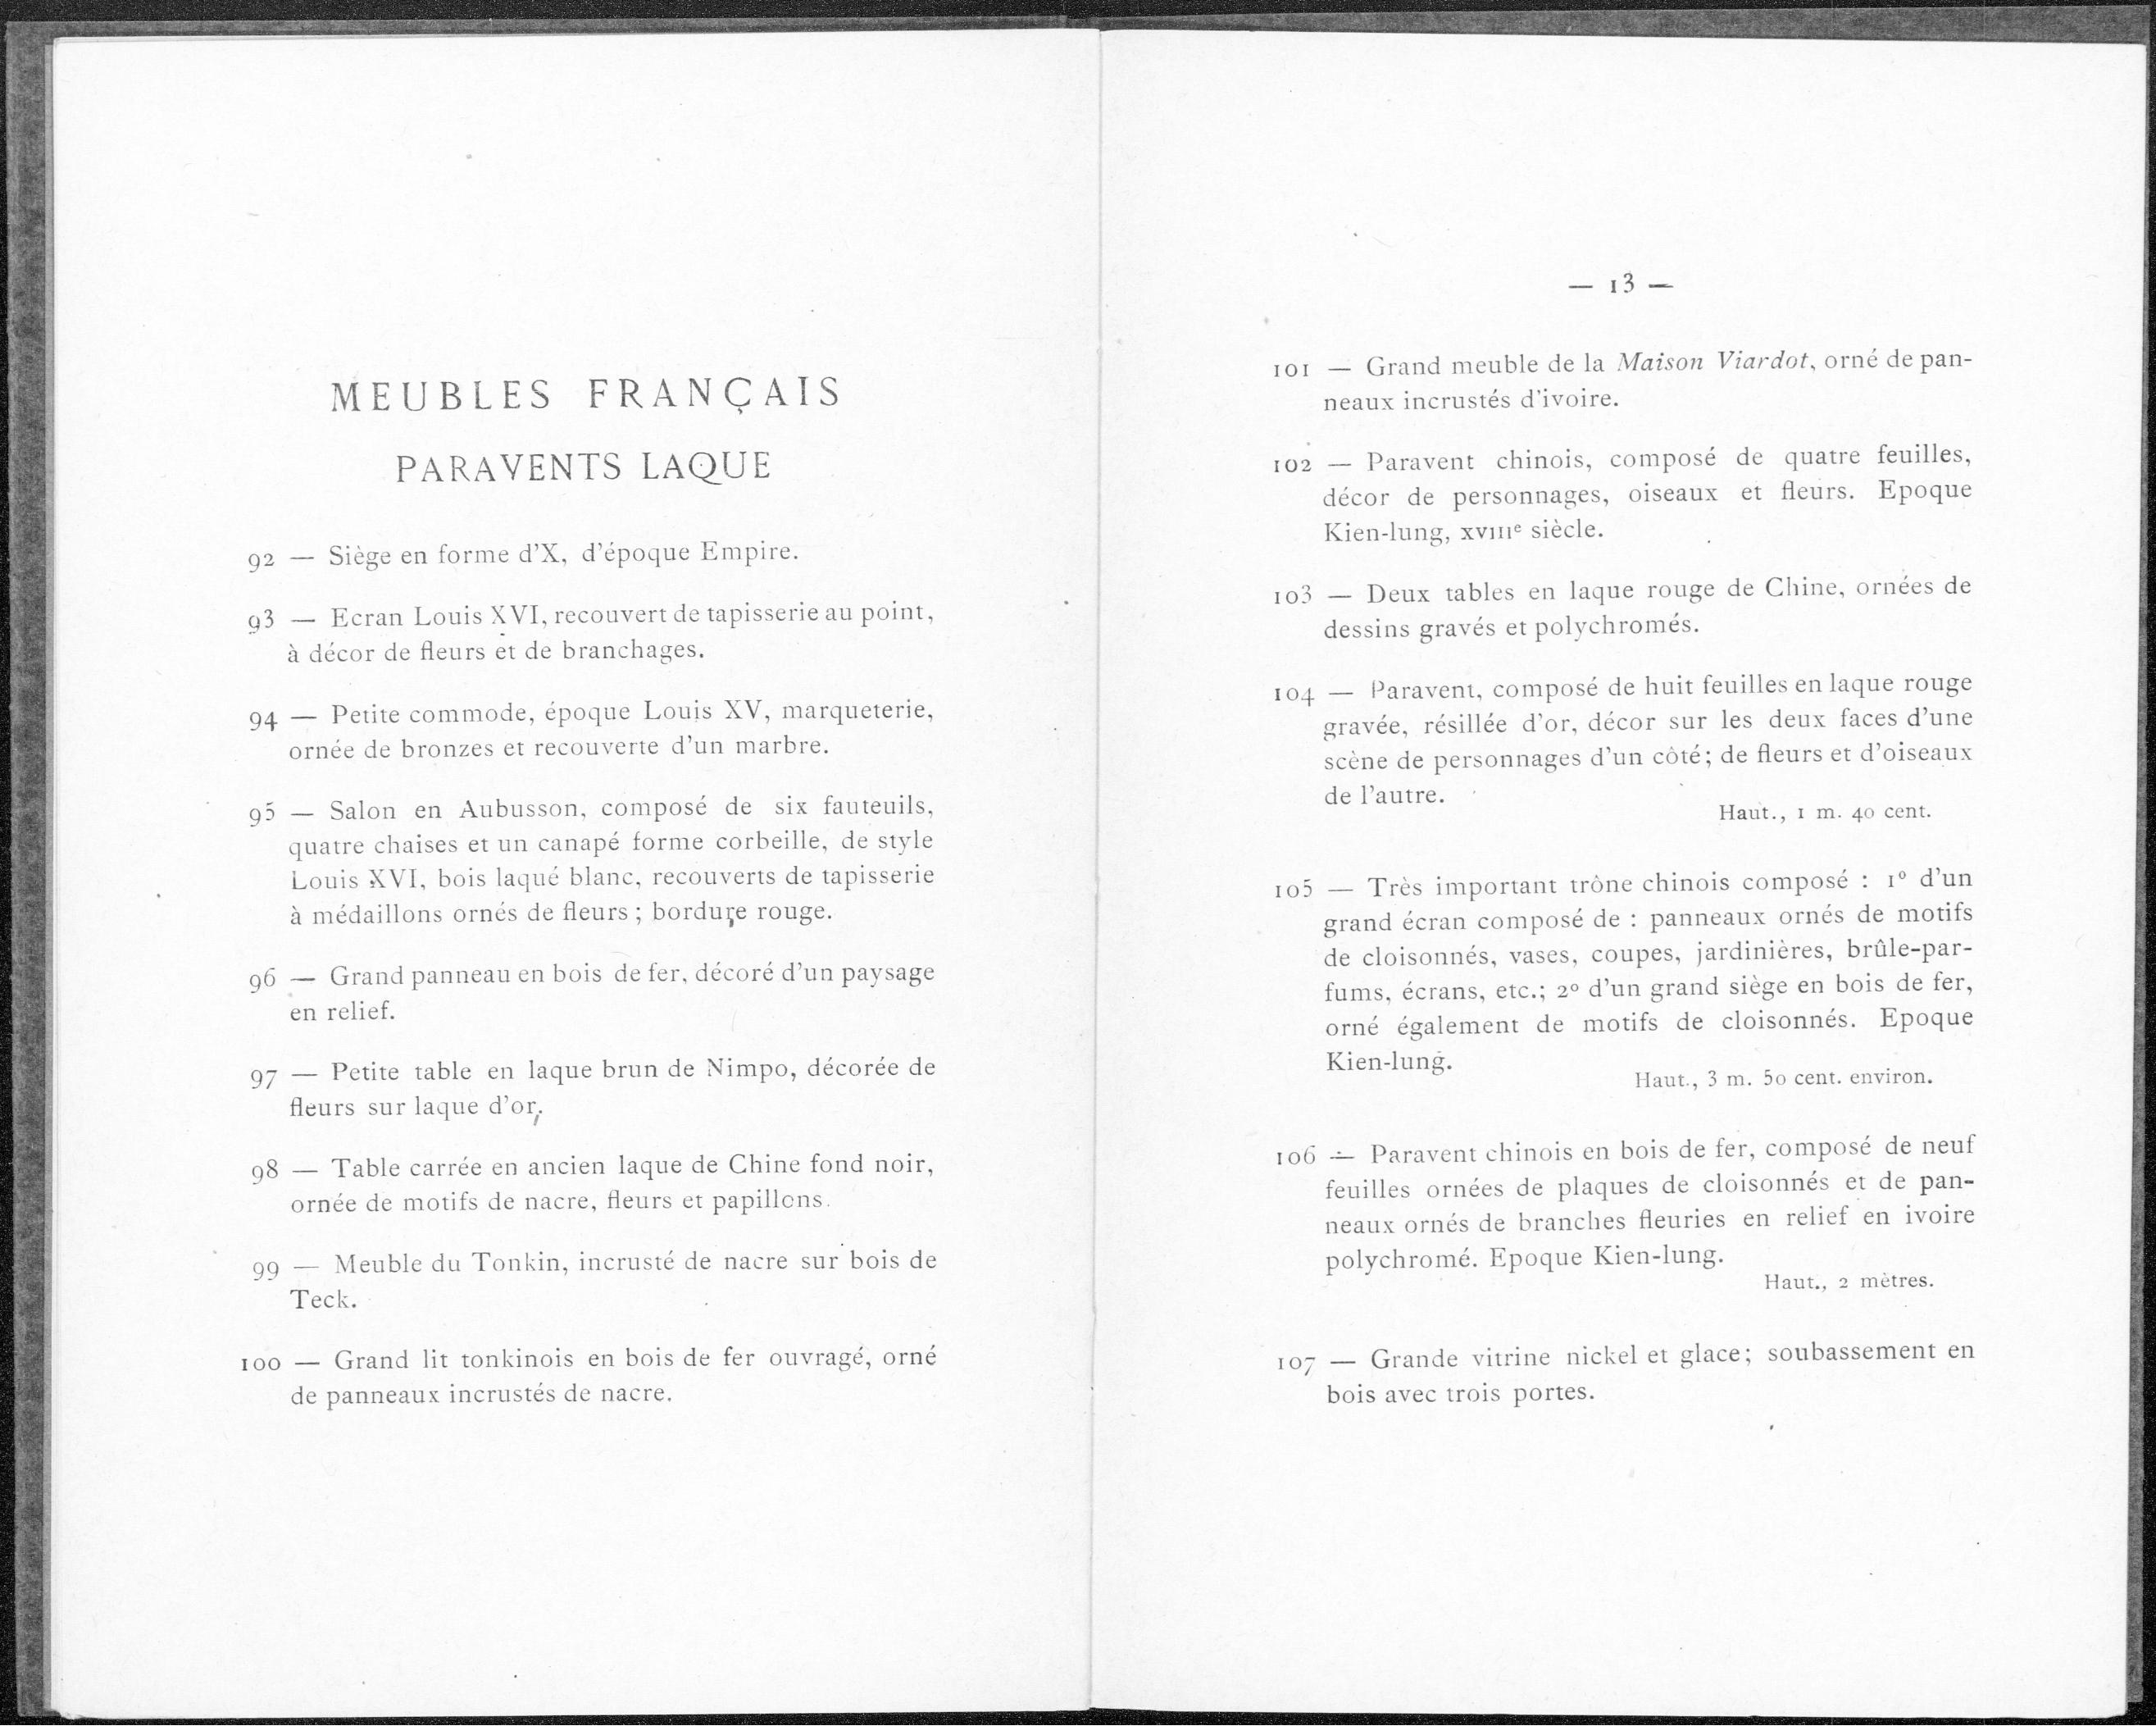 MEUBLES FRANÇAIS
PARAVENTS LAQUE
92 — Siège en forme d'X, d'époque Empire.
93 — Ecran Louis XVI, recouvert de tapisserie au point,
à décor de fleurs et de branchages.
94 — Petite commode, époque Louis XV, marqueterie,
ornée de bronzes et recouverte d'un marbre.
95 — Salon en Aubusson, composé de six fauteuils,
quatre chaises et un canapé forme corbeille, de style
Louis XVI, bois laqué blanc, recouverts de tapisserie
à médaillons ornés de fleurs ; bordure rouge.
96 — Grand panneau en bois de fer, décoré d'un paysage
en relief.
97 — Petite table en laque brun de Nimpo, décorée de
fleurs sur laque d'or.
98 — Table carrée en ancien laque de Chine fond noir,
ornée de motifs de nacre, fleurs et papillons.
99 — Meuble du Tonkin, incrusté de nacre sur bois de
Teck.
100 — Grand lit tonkinois en bois de fer ouvragé, orné
de panneaux incrustés de nacre.
— 13 —
101 — Grand meuble de la Maison Viardot, orné de pan-
neaux incrustés d'ivoire.
102 — Paravent chinois, composé de quatre feuilles,
décor de personnages, oiseaux et fleurs. Epoque
Kien-lung, XVIIIe siècle.
103 — Deux tables en laque rouge de Chine, ornées de
dessins gravés et polychromés.
104 — Paravent, composé de huit feuilles en laque rouge
gravée, résillée d'or, décor sur les deux faces d'une
scène de personnages d'un côté; de fleurs et d'oiseaux
de l'autre.
Haut., 1 m. 40 cent.
105 — Très important trône chinois composé : 1° d'un
grand écran composé de : panneaux ornés de motifs
de cloisonnés, vases, coupes, jardinières, brûle-par-
fums, écrans, etc.; 2° d'un grand siège en bois de fer,
orné également de motifs de cloisonnés. Epoque
Kien-lung.
Haut., 3 m. 50 cent. environ.
106 — Paravent chinois en bois de fer, composé de neuf
feuilles ornées de plaques de cloisonnés et de pan-
neaux ornés de branches fleuries en relief en ivoire
polychromé. Epoque Kien-lung.
Haut., 2 mètres.
107 — Grande vitrine nickel et glace; soubassement en
bois avec trois portes.